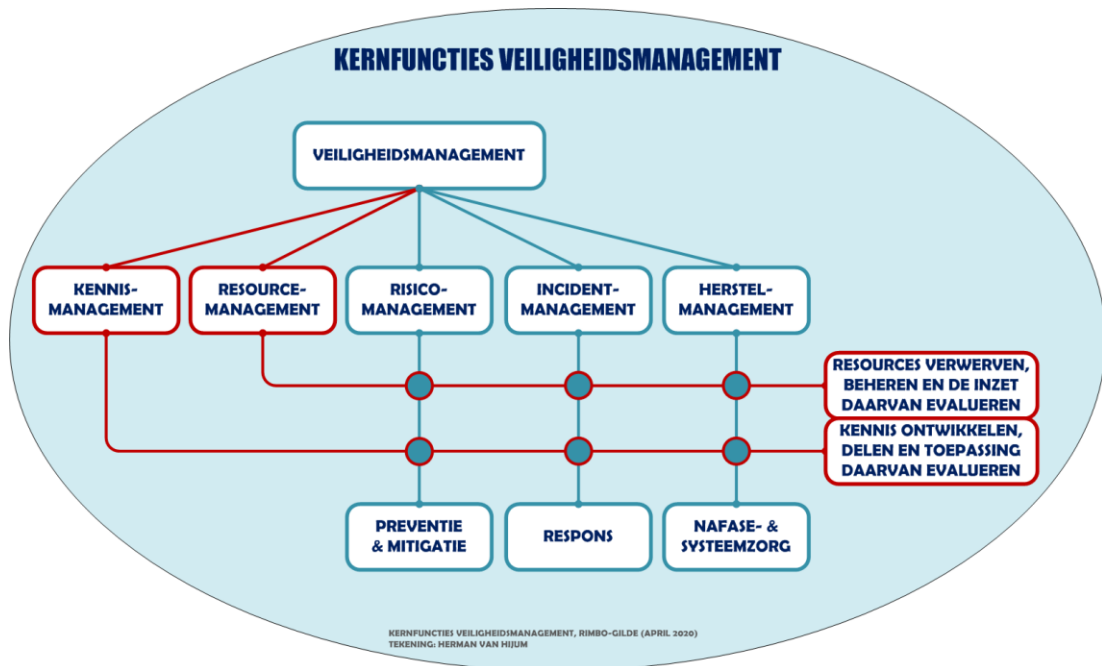 KERNFUNCTIES VEILIGHEIDSMANAGEMENT
VEILIGHEIDSMANAGEMENT
KENNIS-
MANAGEMENT
RESOURCE-
MANAGEMENT
RISICO-
MANAGEMENT
INCIDENT-
MANAGEMENT
HERSTEL-
MANAGEMENT
RESOURCES VERWERVEN,
BEHEREN EN DE INZET
DAARVAN EVALUEREN
KENNIS ONTWIKKELEN,
DELEN EN TOEPASSING
DAARVAN EVALUEREN
PREVENTIE
& MITIGATIE
RESPONS
NAFASE- &
SYSTEEMZORG
KERNFUNCTIES VEILIGHEIDSMANAGEMENT, RIMBO-GILDE (APRIL 2020)
TEKENING: HERMAN VAN HIJUM